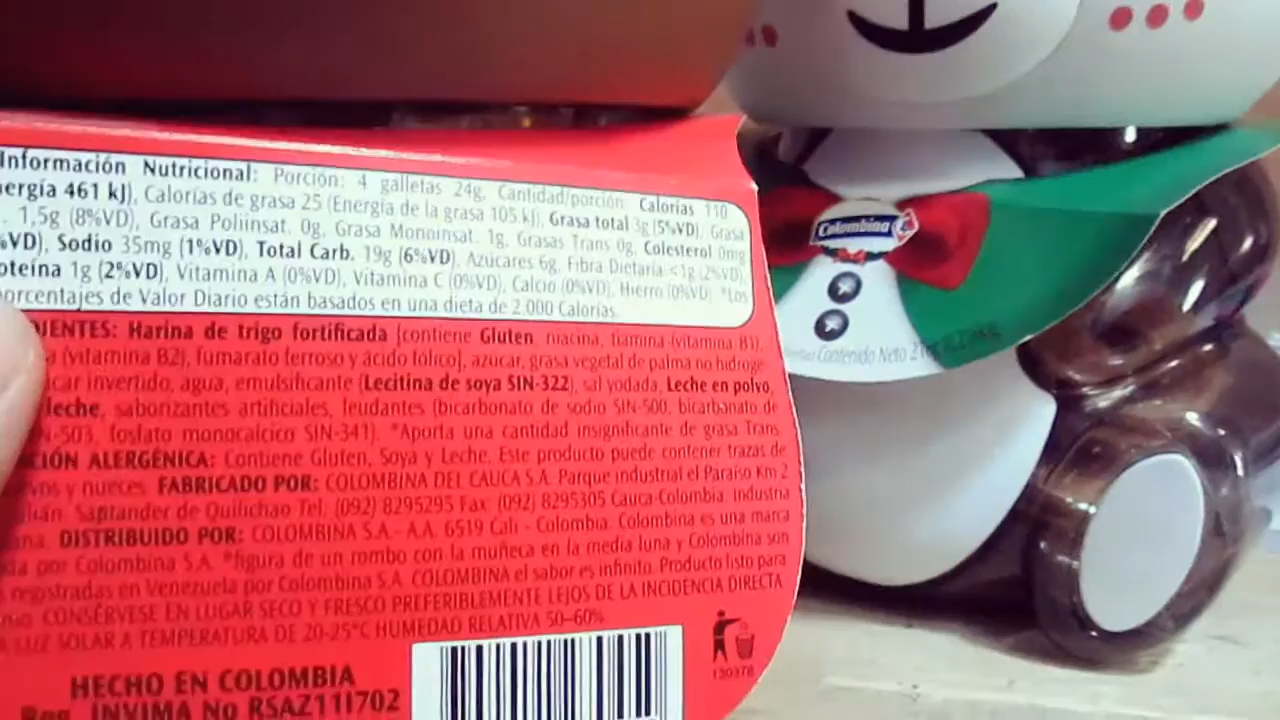 Información Nutricional: Porción: 4 galletas 24g. Cantidad/porción: Calorías 110
ergía 461 kJ), Calorías de grasa 25 (Energía de la grasa 105 kJ), Grasa total 3g (5%VD), Grasa
. 1,5g (8%VD), Grasa Poliinsat. 0g, Grasa Monoinsat. 1g, Grasas Trans 0g, Colesterol 0mg
%VD), Sodio 35mg (1%VD), Total Carb. 19g (6%VD), Azúcares 6g, Fibra Dietaria <1g (2%VD),
oteína 1g (2%VD), Vitamina A (0%VD), Vitamina C (0%VD), Calcio (0%VD), Hierro (0%VD). *Los
orcentajes de Valor Diario están basados en una dieta de 2.000 Calorías.
IENTES: Harina de trigo fortificada [contiene Gluten niacina, tiamina (vitamina B1),
a (vitamina B2), fumarato ferroso y ácido fólico], azúcar, grasa vegetal de palma no hidroge
car invertido, agua, emulsificante (Lecitina de soya SIN-322), sal yodada, Leche en polvo,
leche, saborizantes artificiales, leudantes (bicarbonato de sodio SIN-500, bicarbonato de
N-503, fosfato monocalcico SIN-341). *Aporta una cantidad insignificante de grasa Trans
CIÓN ALERGÉNICA: Contiene Gluten, Soya y Leche. Este producto puede contener trazas de
vos y nueces. FABRICADO POR: COLOMBINA DEL CAUCA S.A. Parque industrial el Paraíso Km 2
Santander de Quilichao Tel. (092) 8295295 Fax: (092) 8295305 Cauca-Colombia. Industria
ana. DISTRIBUIDO POR: COLOMBINA S.A.- A.A. 6519 Cali - Colombia. Colombina es una marca
da por Colombina S.A. *figura de un rombo con la muñeca en la media luna y Colombina son
registradas en Venezuela por Colombina S.A. COLOMBINA el sabor es infinito. Producto listo para
CONSÉRVESE EN LUGAR SECO Y FRESCO PREFERIBLEMENTE LEJOS DE LA INCIDENCIA DIRECTA
LUZ SOLAR A TEMPERATURA DE 20-25°C HUMEDAD RELATIVA 50-60%
HECHO EN COLOMBIA
Reg. INVIMA No RSAZ11I702
130378
Colombina
Contenido Neto